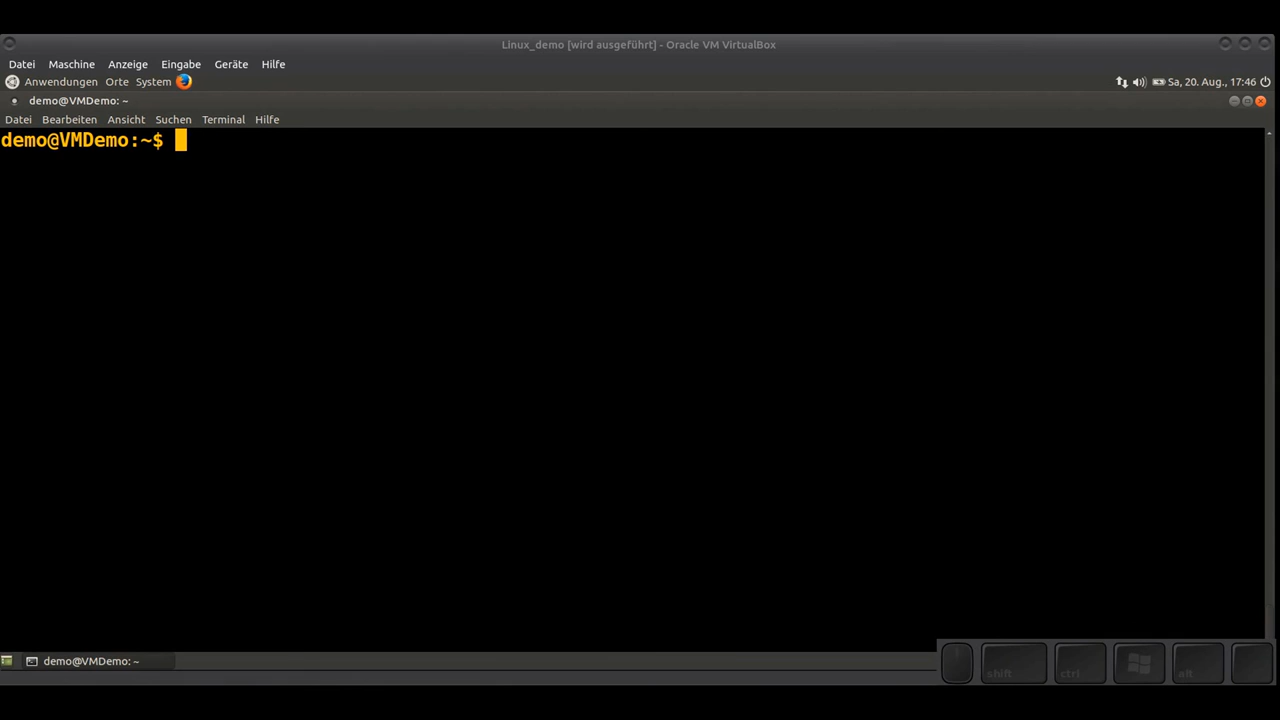 Linux_demo [wird ausgeführt] - Oracle VM VirtualBox
Datei Maschine Anzeige Eingabe Geräte Hilfe
Anwendungen Orte System Sa, 20. Aug., 17:46
demo@VMDemo: ~
Datei Bearbeiten Ansicht Suchen Terminal Hilfe
demo@VMDemo:~$
demo@VMDemo: ~
shift ctrl alt